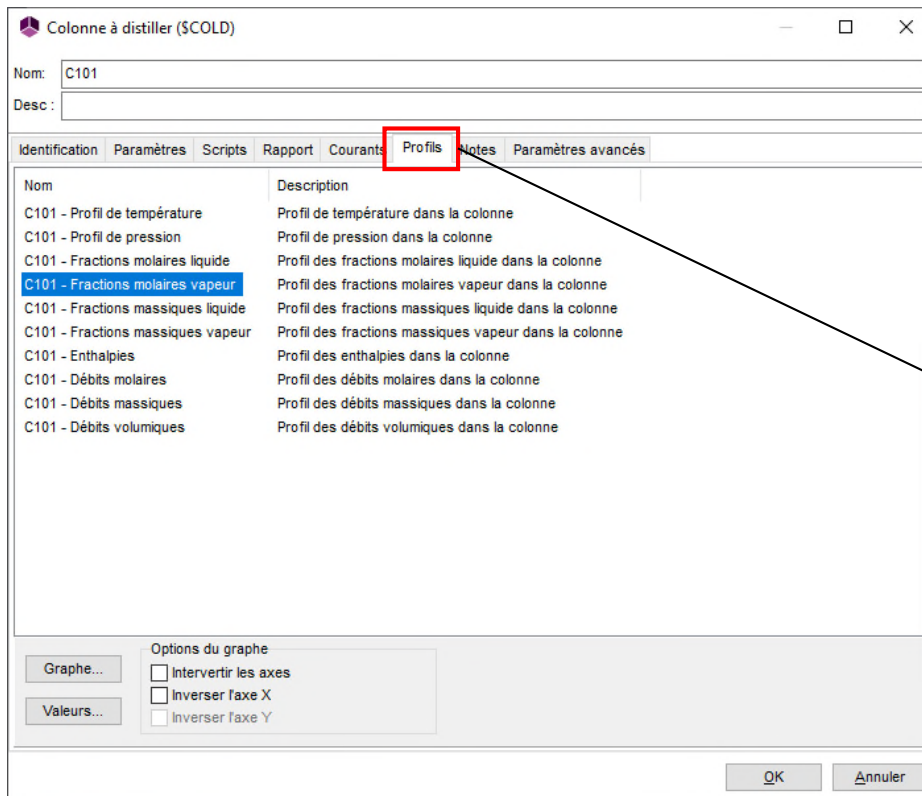 Colonne à distiller ($COLD)
Nom: C101
Desc :
Identification Paramètres Scripts Rapport Courants Profils Notes Paramètres avancés
Nom Description
C101 - Profil de température Profil de température dans la colonne
C101 - Profil de pression Profil de pression dans la colonne
C101 - Fractions molaires liquide Profil des fractions molaires liquide dans la colonne
C101 - Fractions molaires vapeur Profil des fractions molaires vapeur dans la colonne
C101 - Fractions massiques liquide Profil des fractions massiques liquide dans la colonne
C101 - Fractions massiques vapeur Profil des fractions massiques vapeur dans la colonne
C101 - Enthalpies Profil des enthalpies dans la colonne
C101 - Débits molaires Profil des débits molaires dans la colonne
C101 - Débits massiques Profil des débits massiques dans la colonne
C101 - Débits volumiques Profil des débits volumiques dans la colonne
Options du graphe
Graphe... Intervertir les axes
Inverser l'axe X
Valeurs... Inverser l'axe Y
OK Annuler